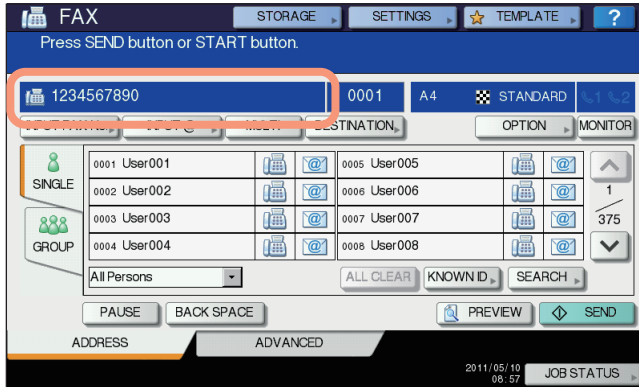 FAX STORAGE SETTINGS TEMPLATE ?
Press SEND button or START button.
1234567890 0001 A4 STANDARD 1 2
MULTI DESTINATION OPTION MONITOR
SINGLE
GROUP
0001 User001 @ 0005 User005 @
0002 User002 @ 0006 User006 @
0003 User003 @ 0007 User007 @
0004 User004 @ 0008 User008 @
1
375
All Persons ALL CLEAR KNOWN ID SEARCH
PAUSE BACK SPACE PREVIEW SEND
ADDRESS ADVANCED
2011/05/10
08:57 JOB STATUS